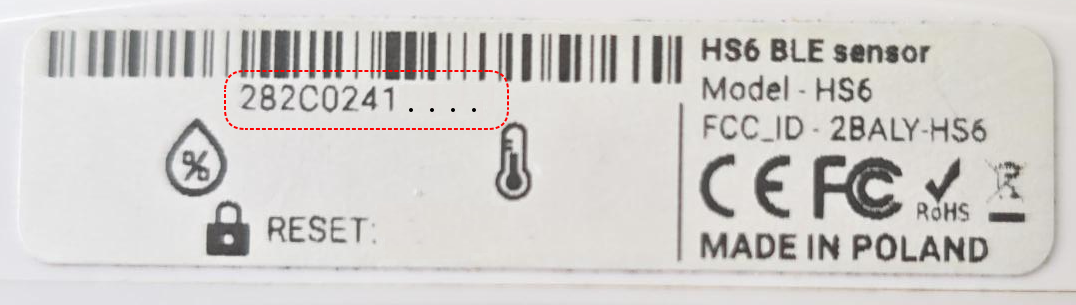 282C0241 . . . .
%
RESET:
HS6 BLE sensor
Model - HS6
FCC_ID - 2BALY-HS6
CE FC RoHS
MADE IN POLAND